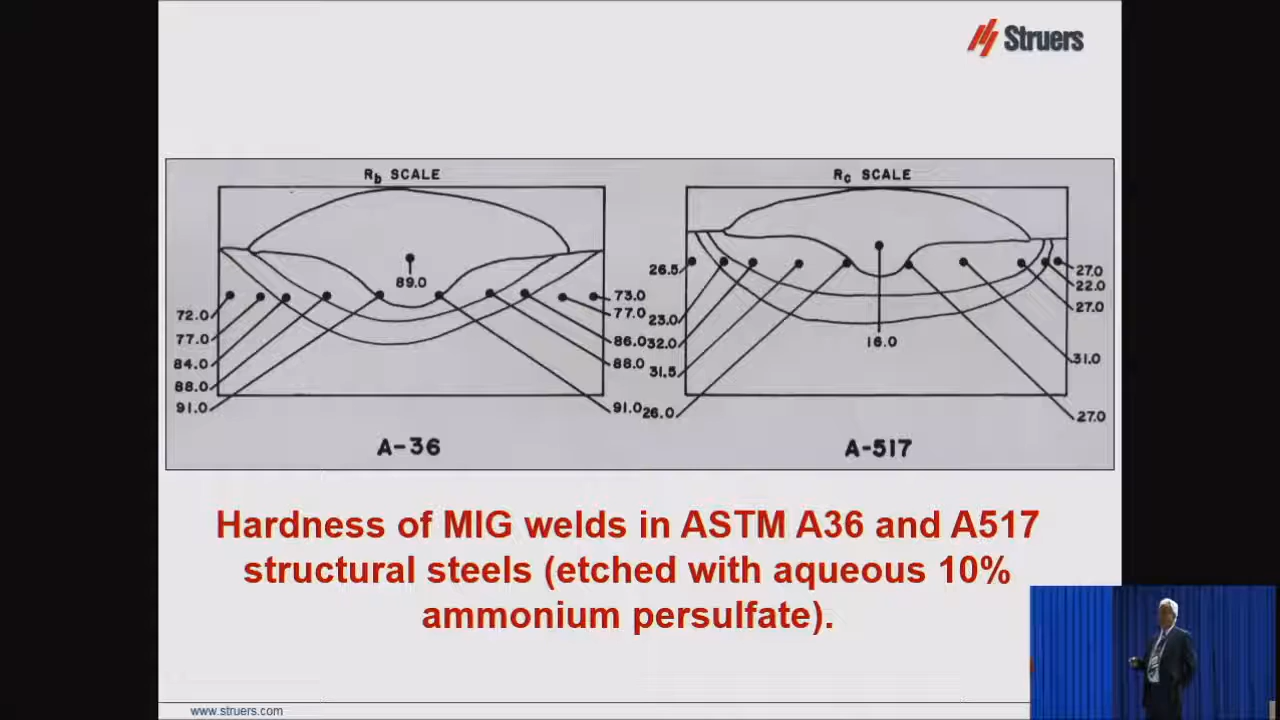 Struers
Rb SCALE
89.0
72.0
77.0
84.0
88.0
91.0
73.0
77.0
86.0
88.0
91.0
A-36
Rc SCALE
26.5
23.0
32.0
31.5
26.0
16.0
27.0
22.0
27.0
31.0
27.0
A-517
Hardness of MIG welds in ASTM A36 and A517
structural steels (etched with aqueous 10%
ammonium persulfate).
www.struers.com